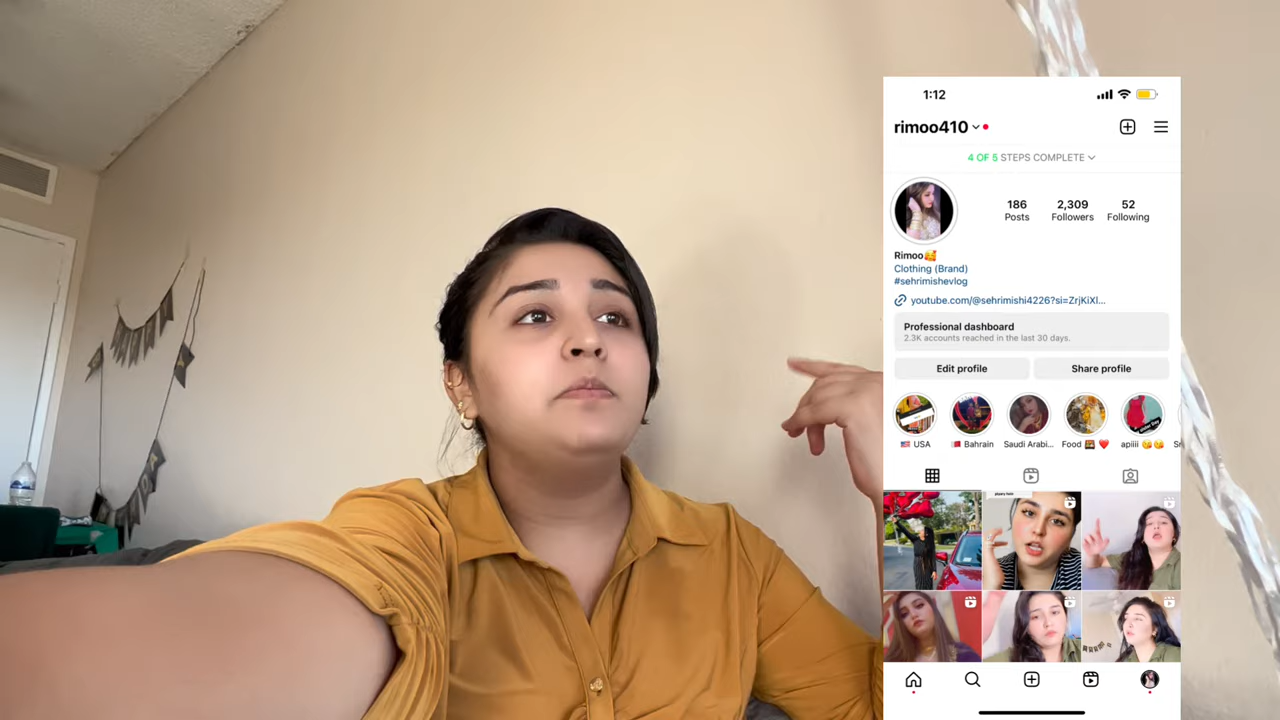 1:12
rimoo410
4 OF 5 STEPS COMPLETE
186
Posts
2,309
Followers
52
Following
Rimoo🥰
Clothing (Brand)
#sehrimishevlog
youtube.com/@sehrimishi4226?si=ZrjKiXI...
Professional dashboard
2.3K accounts reached in the last 30 days.
Edit profile
Share profile
🇺🇸 USA
🇧🇭 Bahrain
Saudi Arabi...
Food 🍱 ❤️
apiiii 😘😘